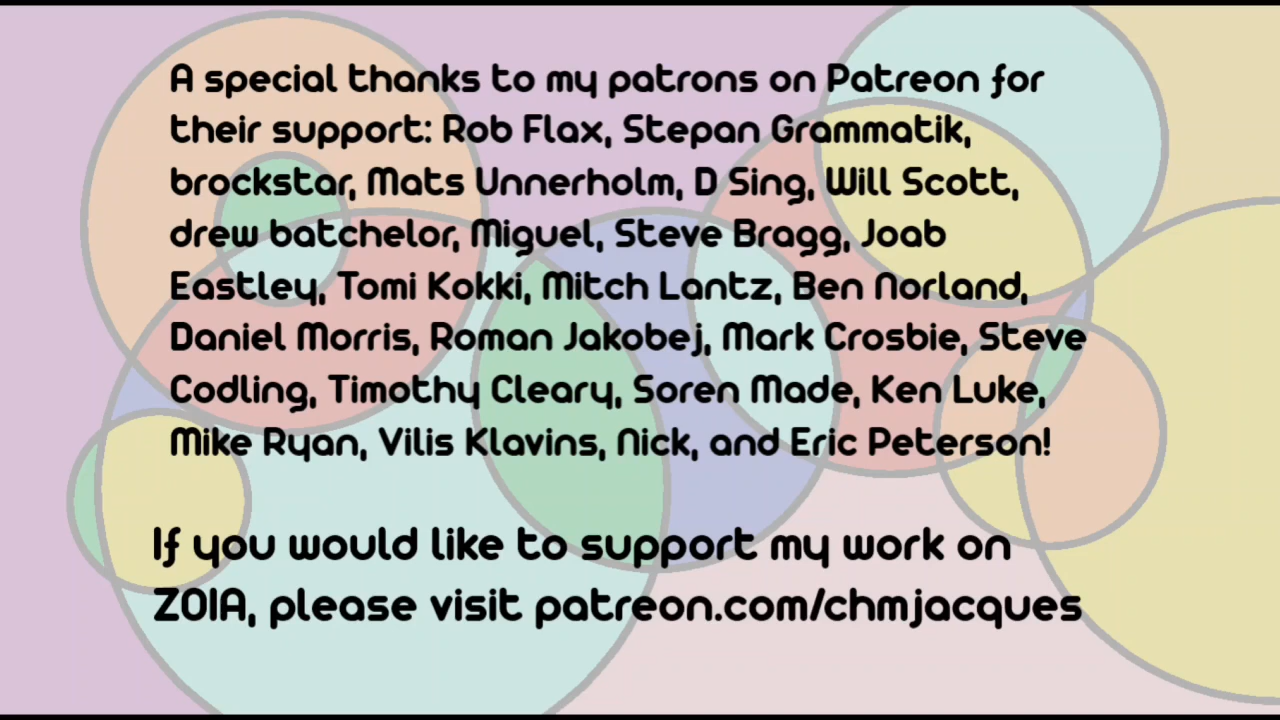 A special thanks to my patrons on Patreon for
their support: Rob Flax, Stepan Grammatik,
brockstar, Mats Unnerholm, D Sing, Will Scott,
drew batchelor, Miguel, Steve Bragg, Joab
Eastley, Tomi Kokki, Mitch Lantz, Ben Norland,
Daniel Morris, Roman Jakobej, Mark Crosbie, Steve
Codling, Timothy Cleary, Soren Made, Ken Luke,
Mike Ryan, Vilis Klavins, Nick, and Eric Peterson!
If you would like to support my work on
ZOIA, please visit patreon.com/chmjacques